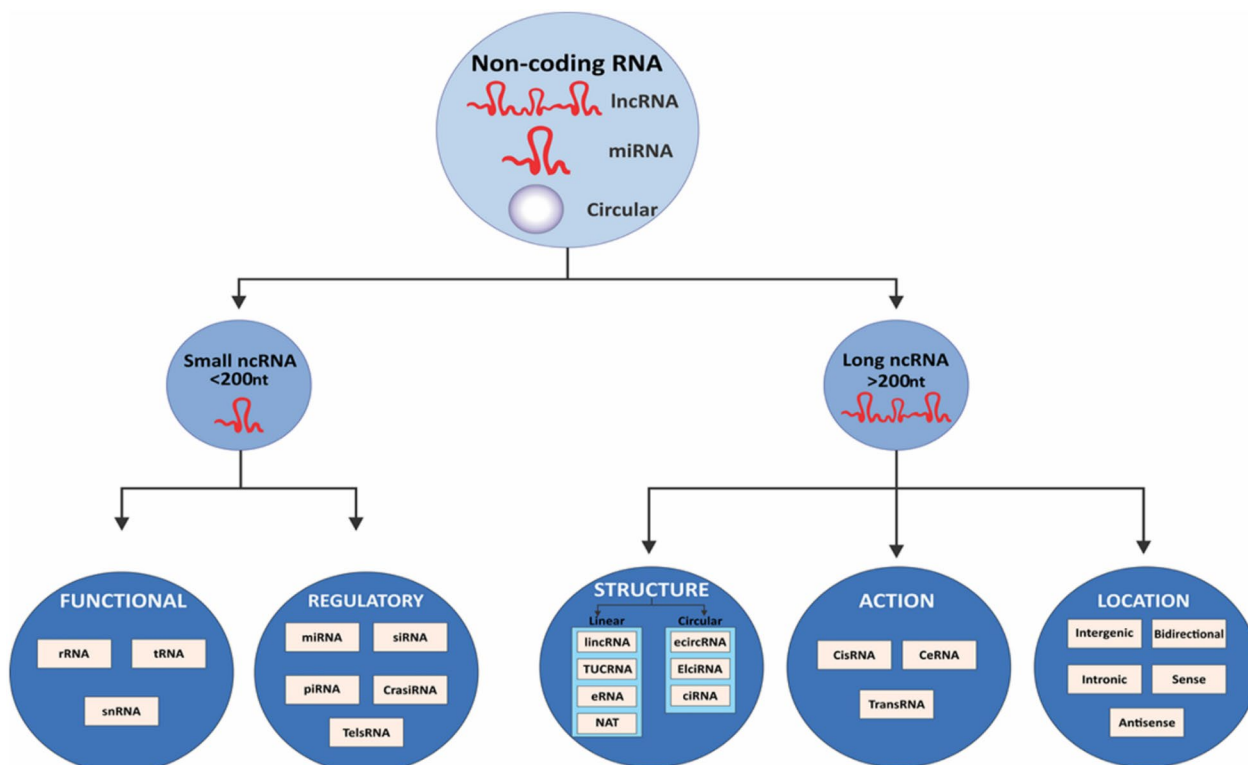 Non-coding RNA
lncRNA
miRNA
Circular
Small ncRNA
<200nt
Long ncRNA
>200nt
FUNCTIONAL
rRNA
tRNA
snRNA
REGULATORY
miRNA
siRNA
piRNA
CrasiRNA
TelsRNA
STRUCTURE
Linear
lincRNA
TUCRNA
eRNA
NAT
Circular
ecircRNA
ElciRNA
ciRNA
ACTION
CisRNA
CeRNA
TransRNA
LOCATION
Intergenic
Bidirectional
Intronic
Sense
Antisense